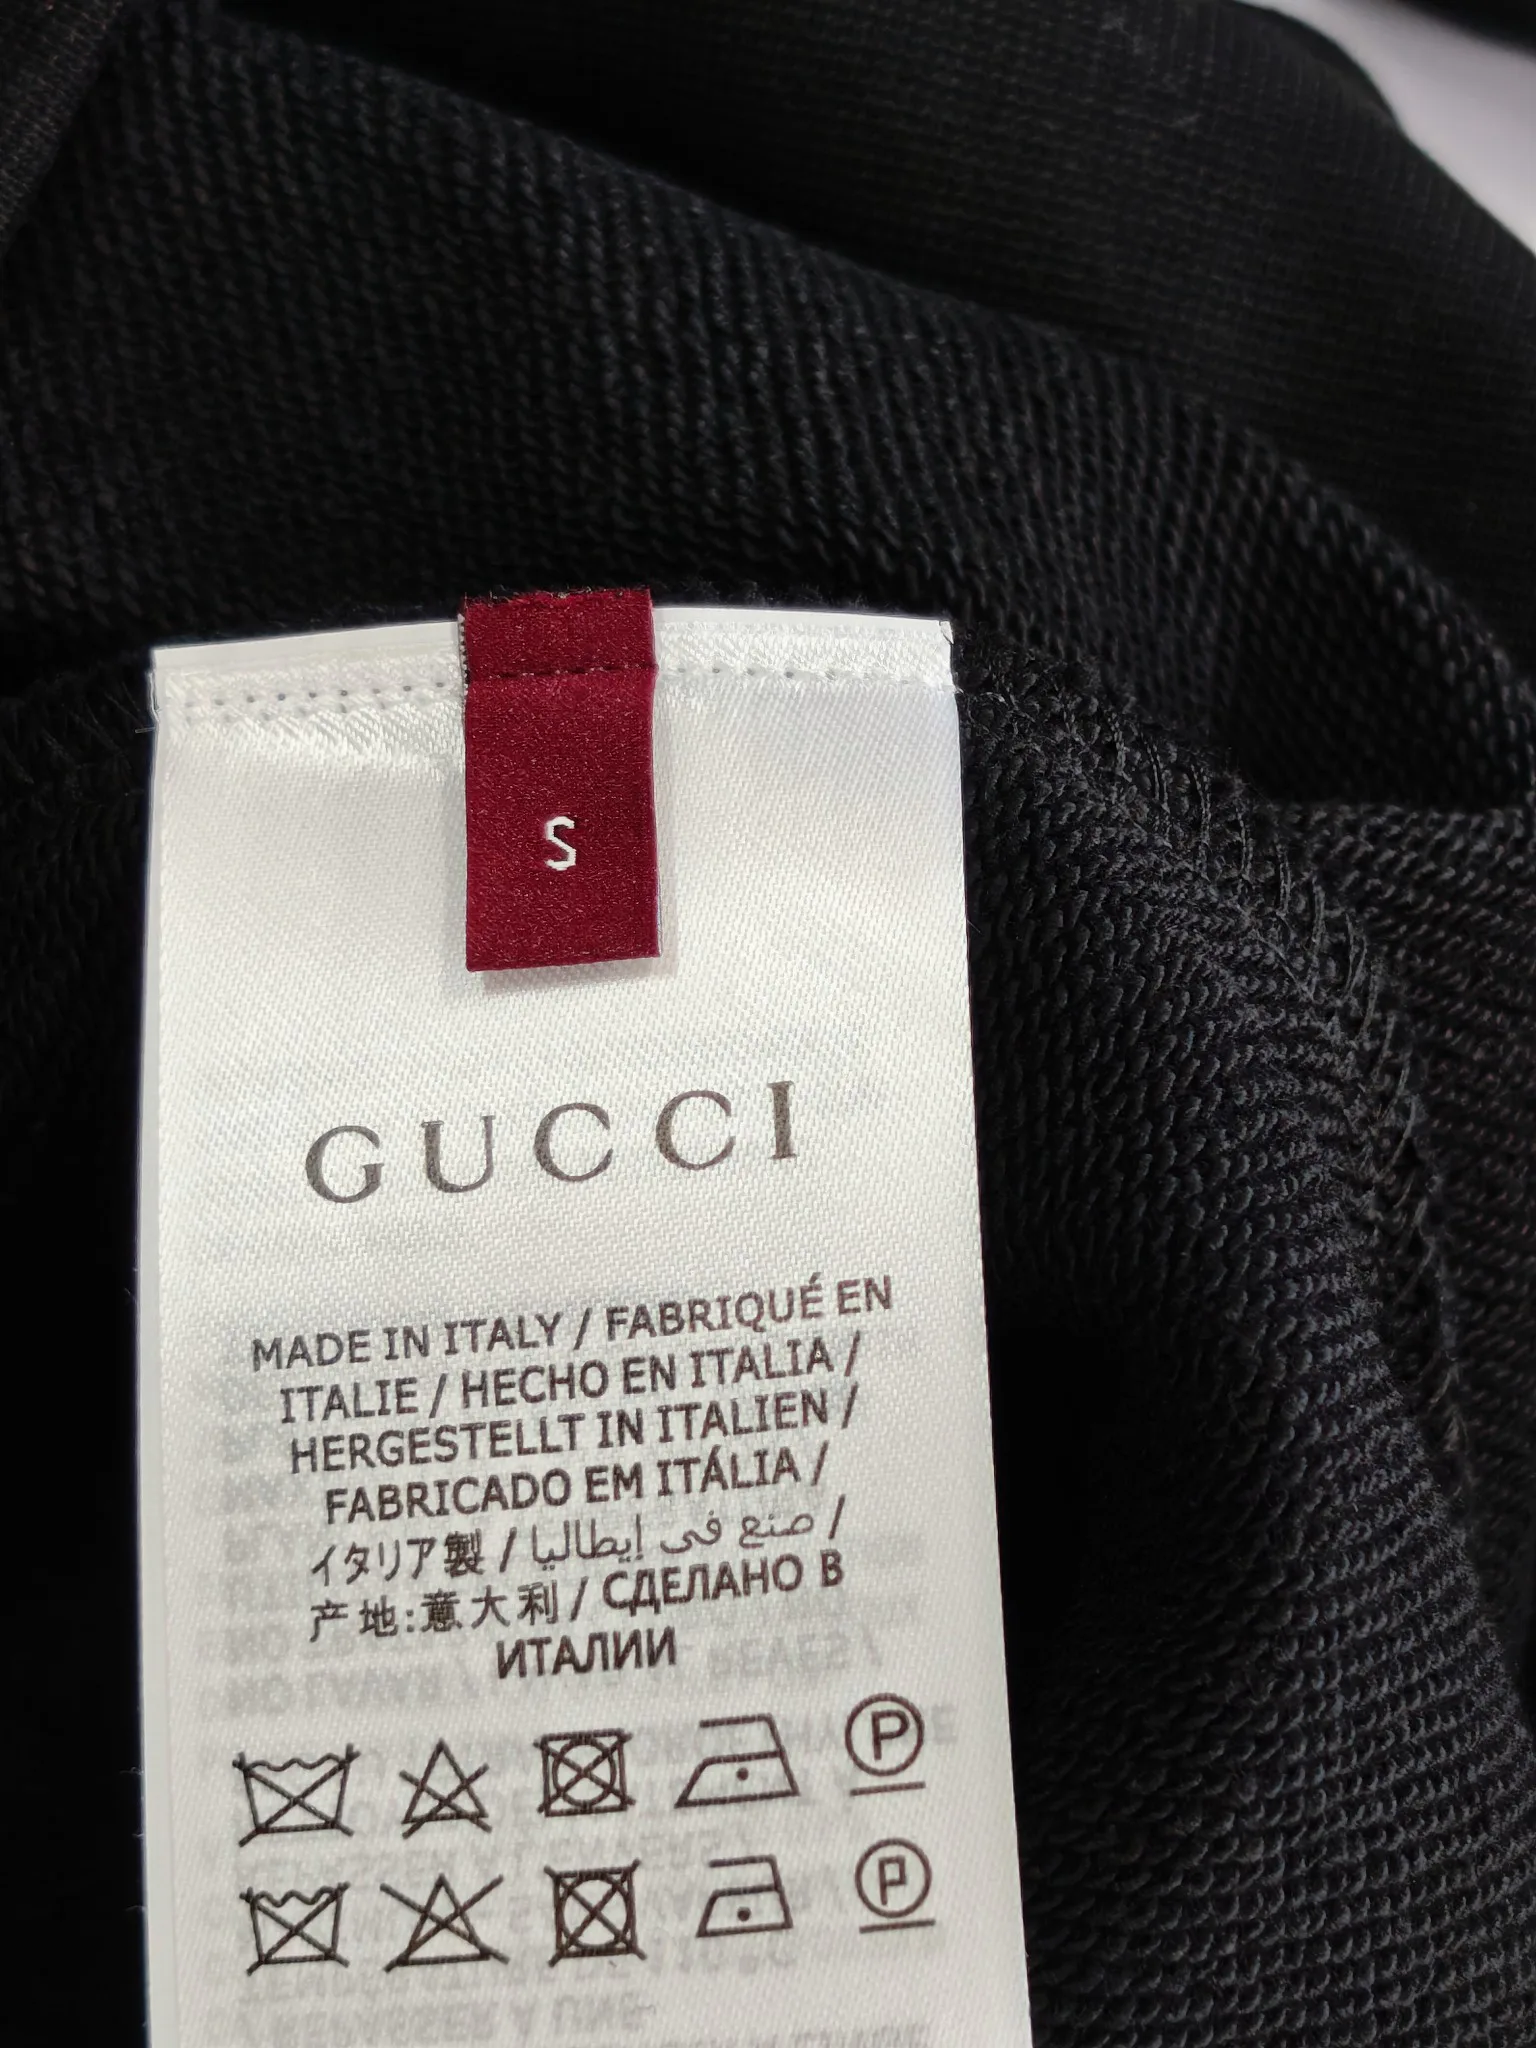 S
GUCCI
MADE IN ITALY / FABRIQUÉ EN
ITALIE / HECHO EN ITALIA /
HERGESTELLT IN ITALIEN /
FABRICADO EM ITÁLIA /
イタリア製 / صنع في إيطاليا /
产地:意大利 / СДЕЛАНО В
ИТАЛИИ
P
P